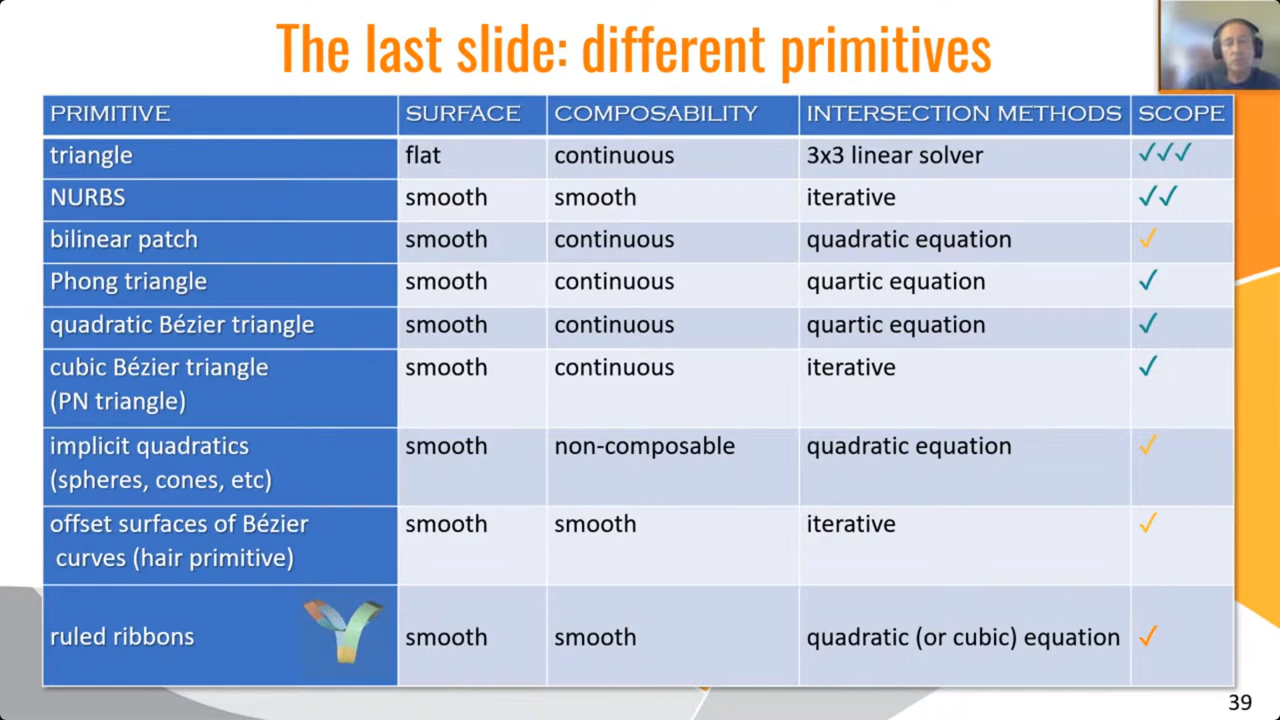 The last slide: different primitives
PRIMITIVE SURFACE COMPOSABILITY INTERSECTION METHODS SCOPE
triangle flat continuous 3x3 linear solver ✓✓✓
NURBS smooth smooth iterative ✓✓
bilinear patch smooth continuous quadratic equation ✓
Phong triangle smooth continuous quartic equation ✓
quadratic Bézier triangle smooth continuous quartic equation ✓
cubic Bézier triangle smooth continuous iterative ✓
(PN triangle)
implicit quadratics smooth non-composable quadratic equation ✓
(spheres, cones, etc)
offset surfaces of Bézier smooth smooth iterative ✓
curves (hair primitive)
ruled ribbons smooth smooth quadratic (or cubic) equation ✓
39